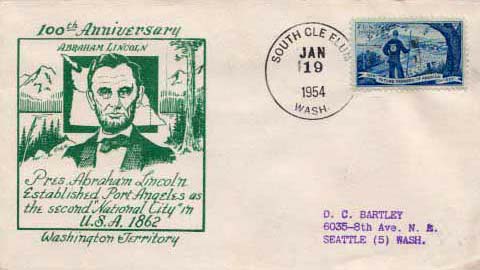 100th Anniversary
ABRAHAM LINCOLN
Pres. Abraham Lincoln
Established Port Angeles as
the second "National City" in
U.S.A. 1862
Washington Territory
SOUTH CLE ELUM
JAN
19
1954
WASH.
D. C. BARTLEY
6035-8th Ave. N. E.
SEATTLE (5) WASH.